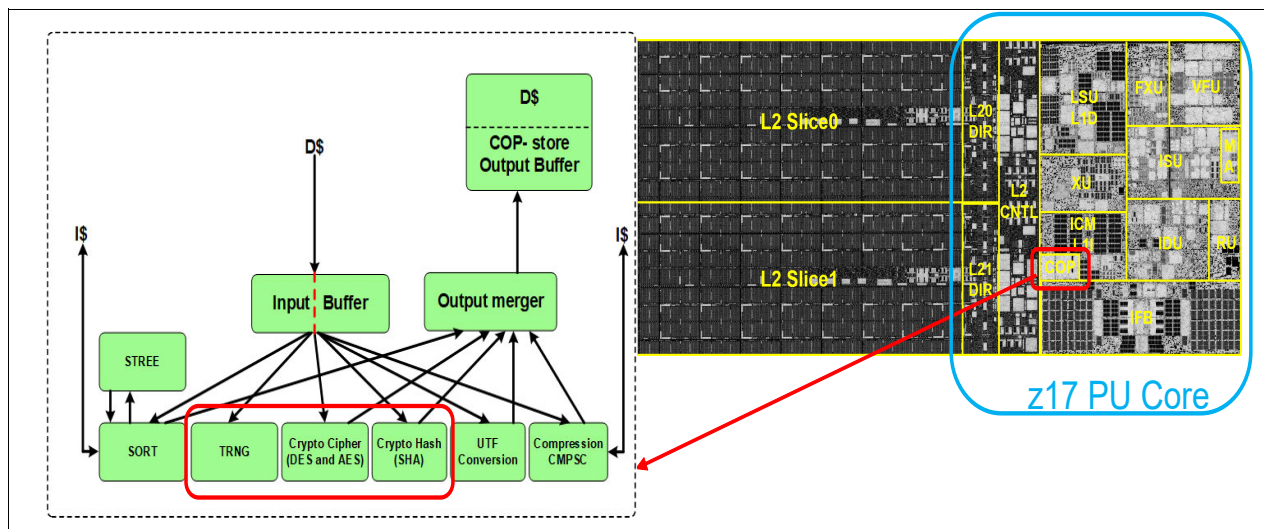 D$
COP- store
Output Buffer
D$
I$
I$
Input Buffer
Output merger
STREE
SORT
TRNG
Crypto Cipher
(DES and AES)
Crypto Hash
(SHA)
UTF
Conversion
Compression
CMPSC
L2 Slice0
L2 Slice1
L20
DIR
L21
DIR
L2
CNTL
LSU
L1D
FXU
VFU
ISU
M
A
XU
ICM
L1I
COP
IDU
RU
IFB
z17 PU Core